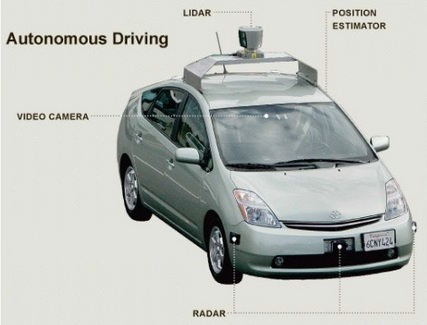 LIDAR
POSITION
ESTIMATOR
Autonomous Driving
VIDEO CAMERA
6CNY424
RADAR